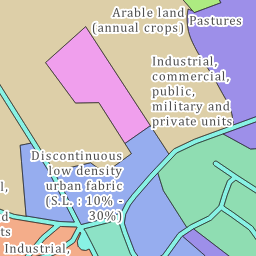 Arable land
(annual crops)
Pastures
Industrial,
commercial,
public,
military and
private units
Discontinuous
low density
urban fabric
(S.L. : 10% -
30%)
Industrial,